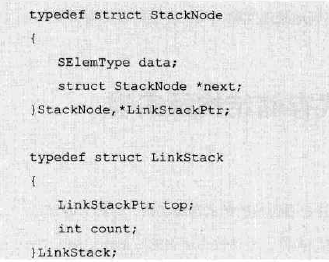 typedef struct StackNode
{
SElemType data;
struct StackNode *next;
}StackNode,*LinkStackPtr;
typedef struct LinkStack
{
LinkStackPtr top;
int count;
}LinkStack;